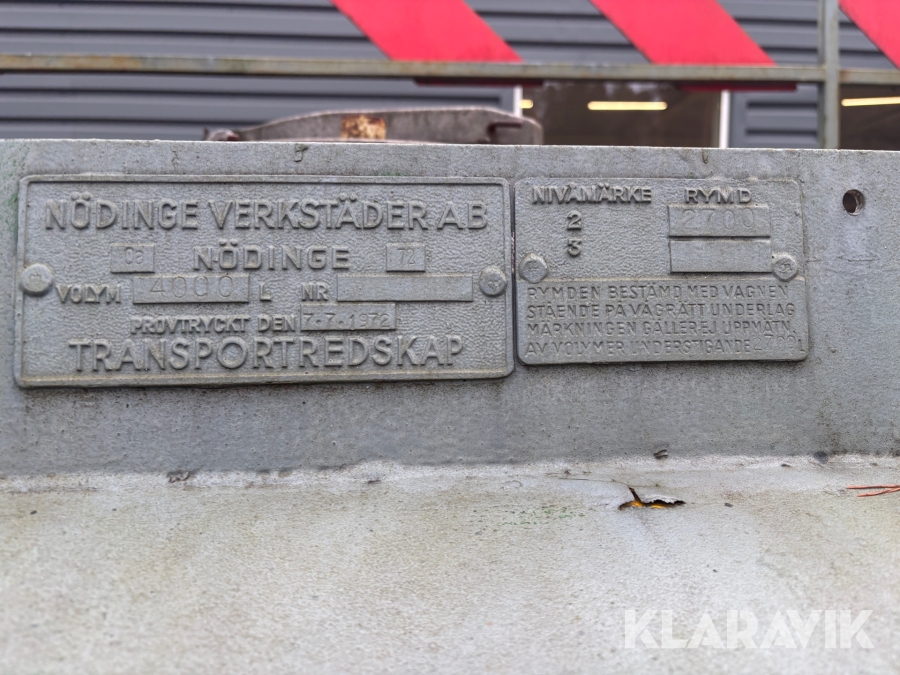 NÖDINGE VERKSTÄDER AB
NÖDINGE 72
VOLYM 4000 L NR
PROVTRYCKT DEN 7-7-1972
TRANSPORTREDSKAP
NIVÅMÄRKE RYMD
2 2700
3
RYMDEN BESTÄMD MED VAGNEN
STÅENDE PÅ VÅGRÄTT UNDERLAG
MÄRKNINGEN GÄLLER EJ UPPMÄTN.
AV VOLYMER UNDERSTIGANDE 700 L
KLARAVIK